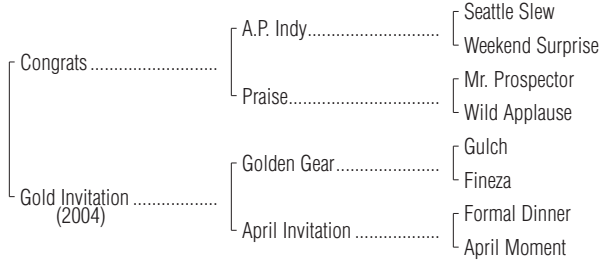 Seattle Slew
A.P. Indy
Weekend Surprise
Congrats
Mr. Prospector
Praise
Wild Applause
Gulch
Golden Gear
Fineza
Gold Invitation
(2004)
Formal Dinner
April Invitation
April Moment